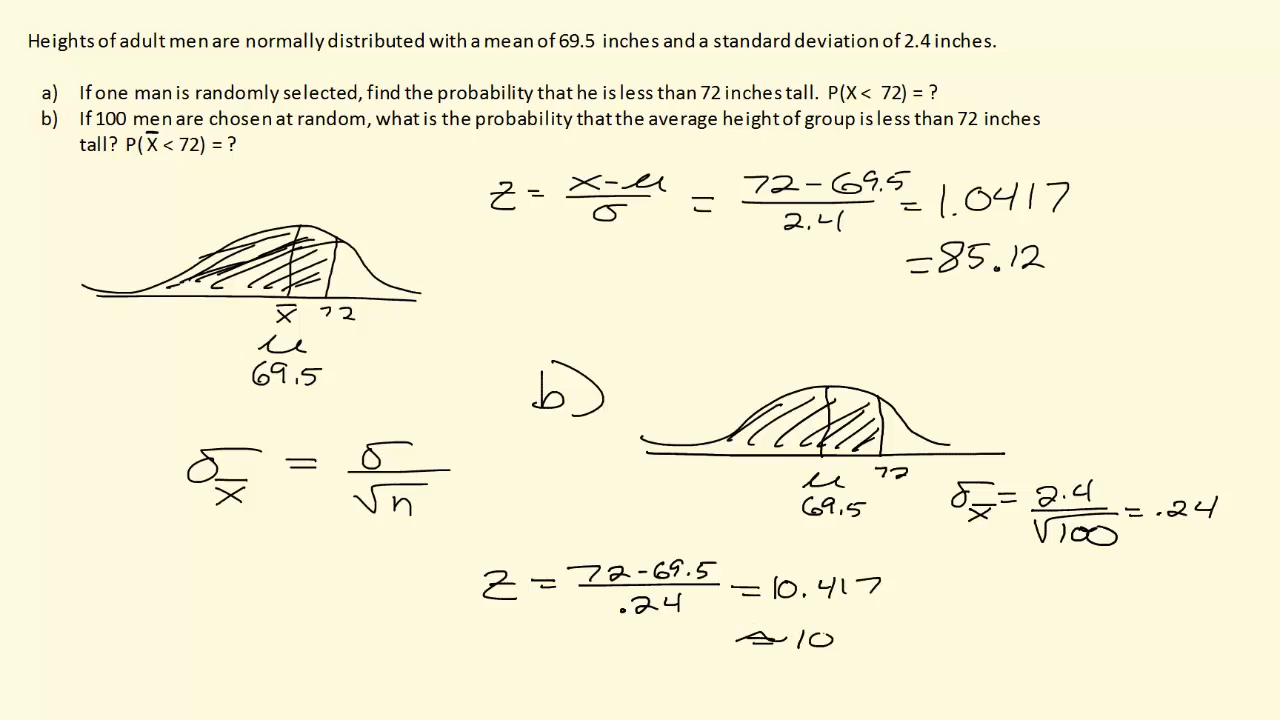 Heights of adult men are normally distributed with a mean of 69.5 inches and a standard deviation of 2.4 inches.
a) If one man is randomly selected, find the probability that he is less than 72 inches tall. P(X < 72) = ?
b) If 100 men are chosen at random, what is the probability that the average height of group is less than 72 inches
tall? P( X̅ < 72) = ?
z = (x-μ)/σ = (72-69.5)/2.4 = 1.0417
= 85.12
x̅ 72
μ
69.5
b)
μ 72
69.5
σx̅ = σ/√n
σx̅ = 2.4/√100 = .24
z = (72-69.5)/.24 = 10.417
≈ 10